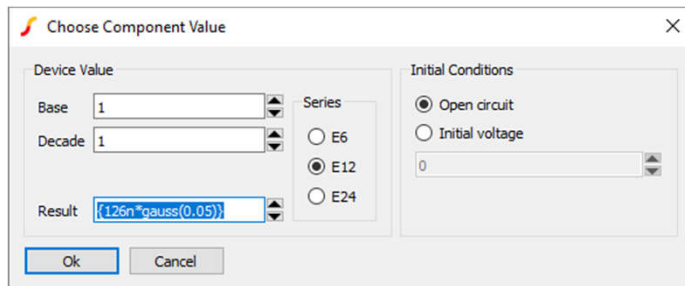 Choose Component Value
Device Value
Base 1
Decade 1
Result {126n*gauss(0.05)}
Series
E6
E12
E24
Initial Conditions
Open circuit
Initial voltage
0
Ok Cancel